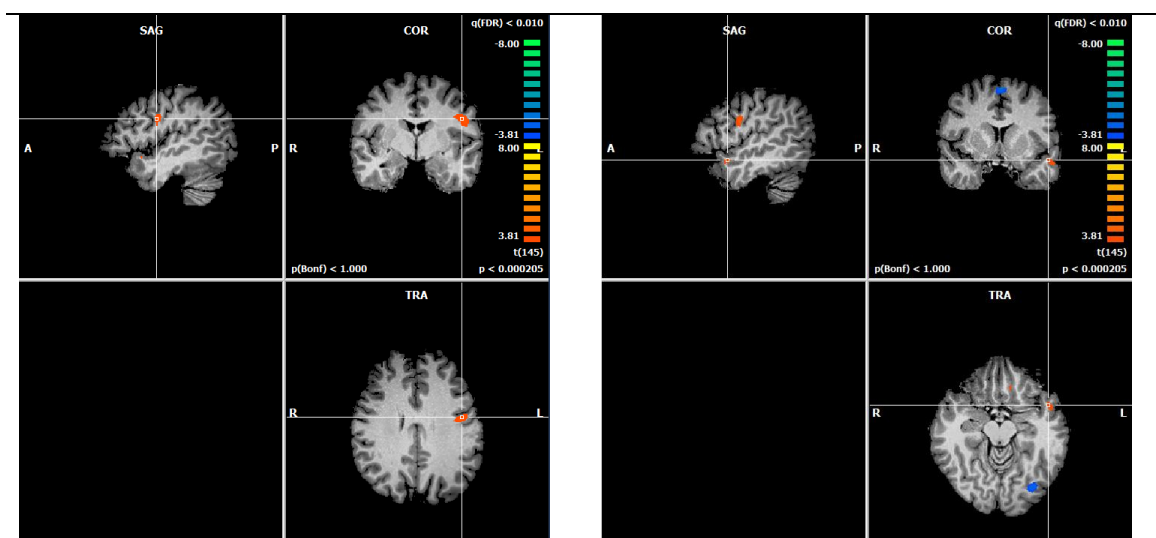 SAG
A
P
COR
q(FDR) < 0.010
-8.00
-3.81
8.00
R
L
3.81
t(145)
p(Bonf) < 1.000
p < 0.000205
TRA
R
L
SAG
A
P
COR
q(FDR) < 0.010
-8.00
-3.81
8.00
R
L
3.81
t(145)
p(Bonf) < 1.000
p < 0.000205
TRA
R
L